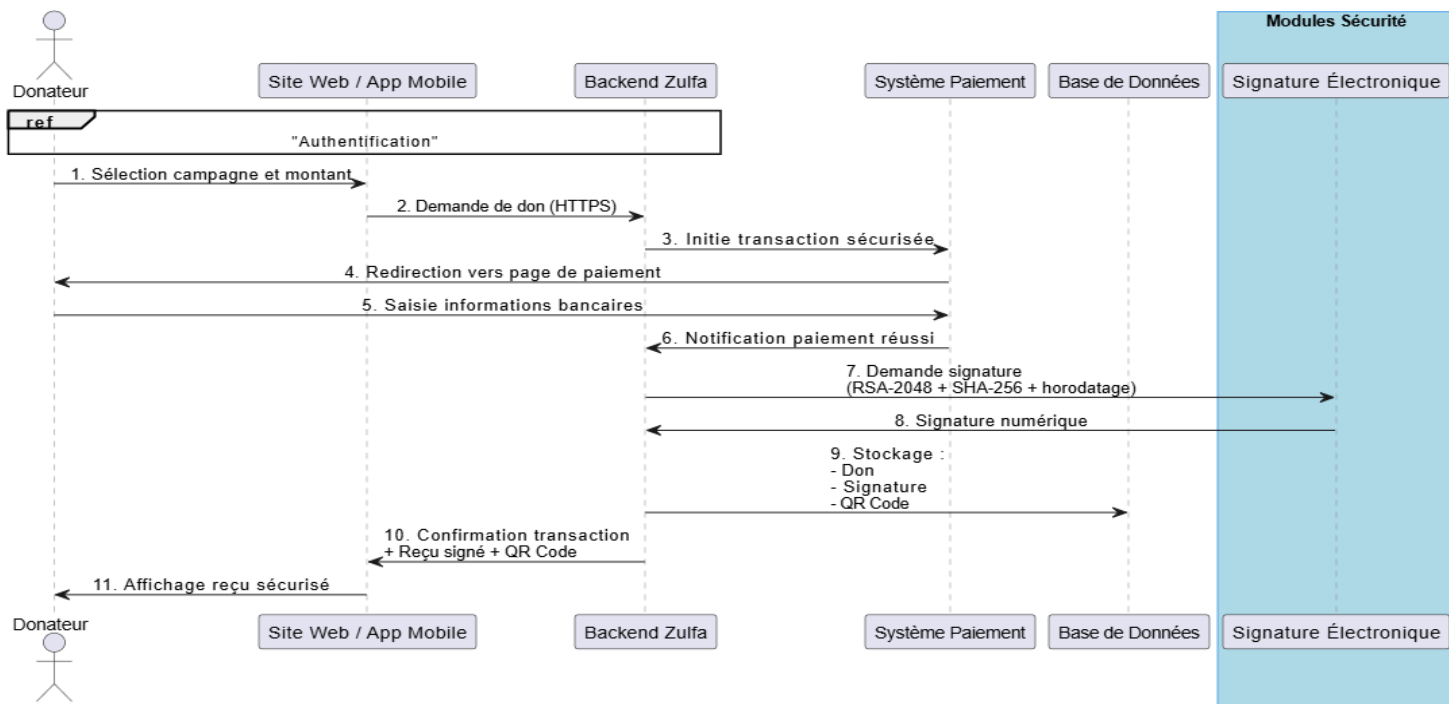 Modules Sécurité
Donateur
Site Web / App Mobile
Backend Zulfa
Système Paiement
Base de Données
Signature Électronique
ref
"Authentification"
1. Sélection campagne et montant
2. Demande de don (HTTPS)
3. Initie transaction sécurisée
4. Redirection vers page de paiement
5. Saisie informations bancaires
6. Notification paiement réussi
7. Demande signature
(RSA-2048 + SHA-256 + horodatage)
8. Signature numérique
9. Stockage :
- Don
- Signature
- QR Code
10. Confirmation transaction
+ Reçu signé + QR Code
11. Affichage reçu sécurisé
Donateur
Site Web / App Mobile
Backend Zulfa
Système Paiement
Base de Données
Signature Électronique